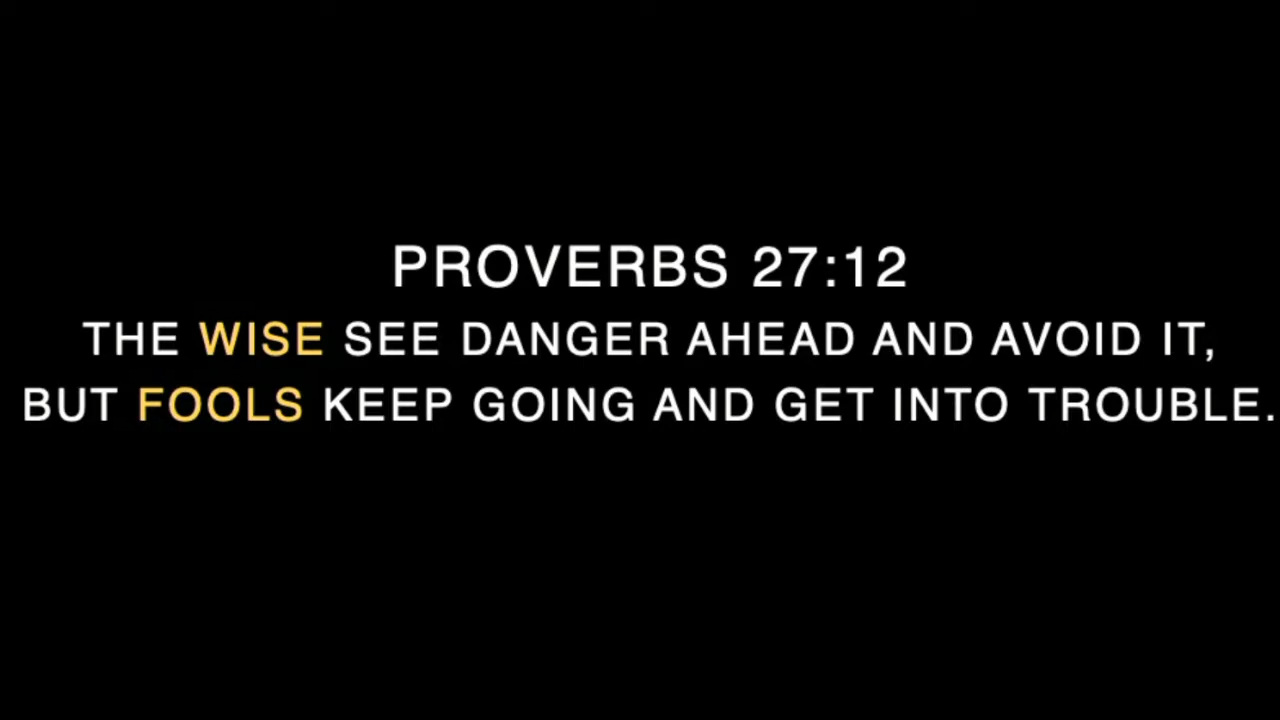 PROVERBS 27:12
THE WISE SEE DANGER AHEAD AND AVOID IT,
BUT FOOLS KEEP GOING AND GET INTO TROUBLE.